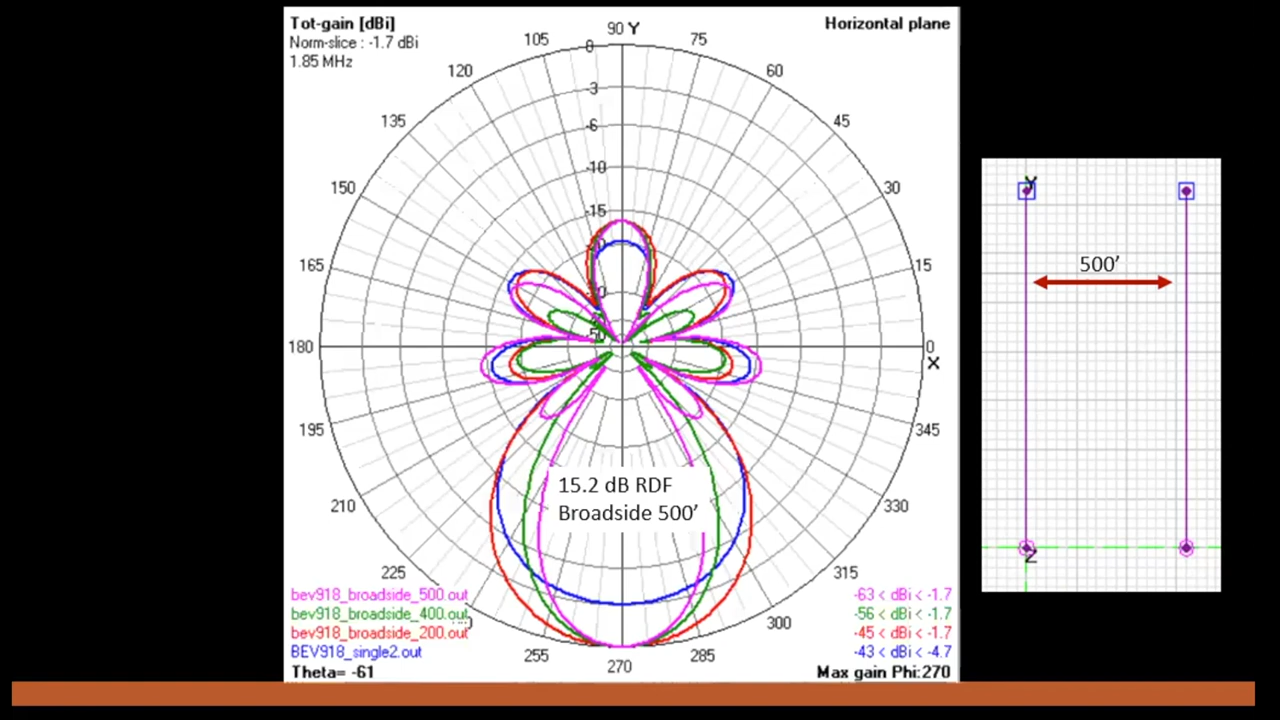 Tot-gain [dBi]
Horizontal plane
Norm-slice : -1.7 dBi
1.85 MHz
90 Y
105
75
0
120
60
-3
135
45
-6
-10
150
30
-15
165
15
180
0
X
195
345
15.2 dB RDF
Broadside 500’
210
330
225
315
bev918_broadside_500.out
-63 < dBi < -1.7
bev918_broadside_400.out
-56 < dBi < -1.7
300
bev918_broadside_200.out
-45 < dBi < -1.7
BEV918_single2.out
-43 < dBi < -4.7
255
285
270
Theta= -61
Max gain Phi:270
Y
500’
Z